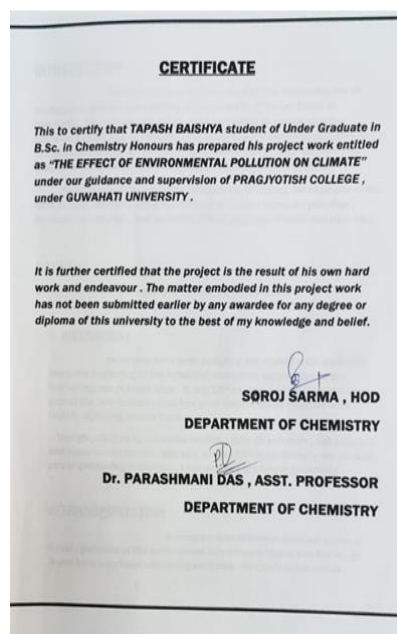 CERTIFICATE
This to certify that TAPASH BAISHYA student of Under Graduate in
B.Sc. in Chemistry Honours has prepared his project work entitled
as "THE EFFECT OF ENVIRONMENTAL POLLUTION ON CLIMATE"
under our guidance and supervision of PRAGJYOTISH COLLEGE ,
under GUWAHATI UNIVERSITY .
It is further certified that the project is the result of his own hard
work and endeavour . The matter embodied in this project work
has not been submitted earlier by any awardee for any degree or
diploma of this university to the best of my knowledge and belief.
SOROJ SARMA , HOD
DEPARTMENT OF CHEMISTRY
Dr. PARASHMANI DAS , ASST. PROFESSOR
DEPARTMENT OF CHEMISTRY